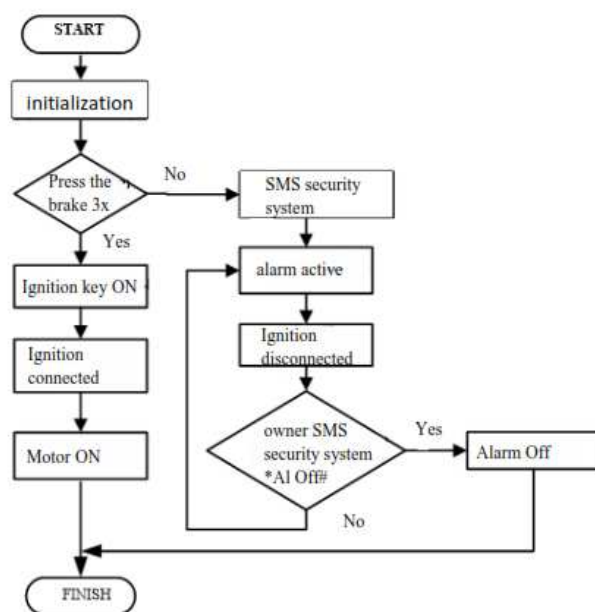 START
initialization
Press the
brake 3x
No
Yes
SMS security
system
alarm active
Ignition key ON
Ignition
disconnected
Ignition
connected
owner SMS
security system
*Al Off#
Yes
No
Alarm Off
Motor ON
FINISH